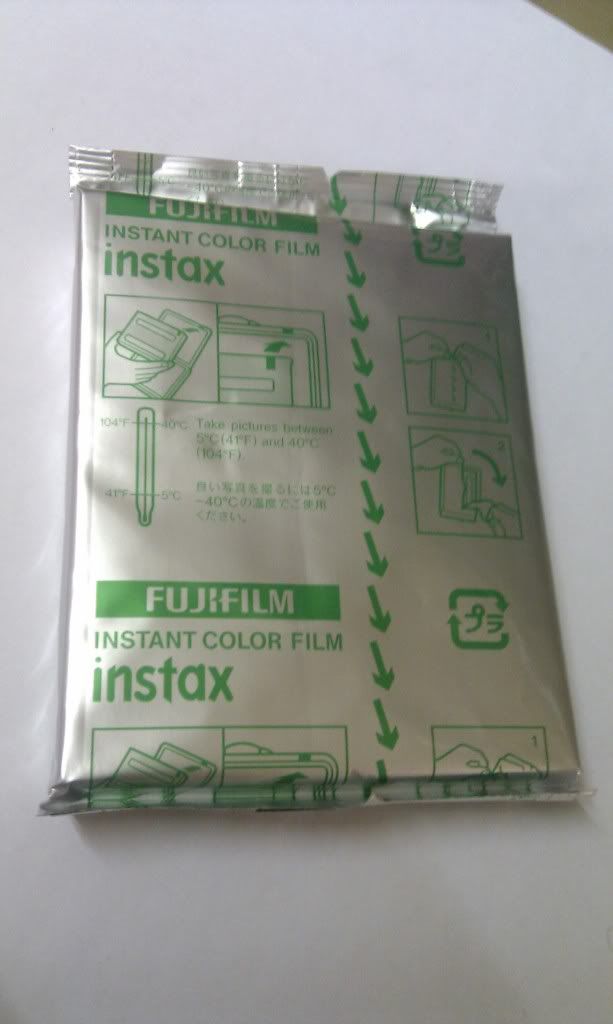 FUJIFILM
INSTANT COLOR FILM
instax
1
104°F 40°C
Take pictures between
5°C (41°F) and 40°C
(104°F).
2
41°F 5°C
良い写真を撮るには5°C
~40°Cの温度でご使用
ください。
プラ
FUJIFILM
INSTANT COLOR FILM
instax
プラ
1